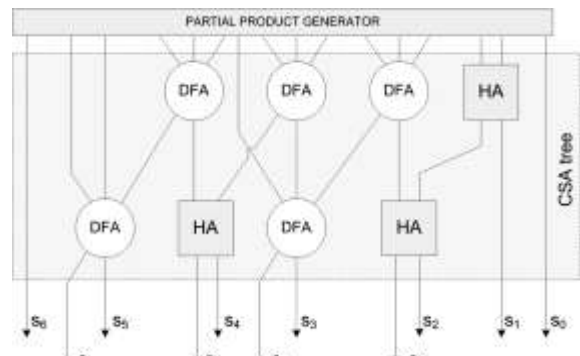 PARTIAL PRODUCT GENERATOR
DFA DFA DFA HA
CSA tree
DFA HA DFA HA
S6 S5 S4 S3 S2 S1 S0